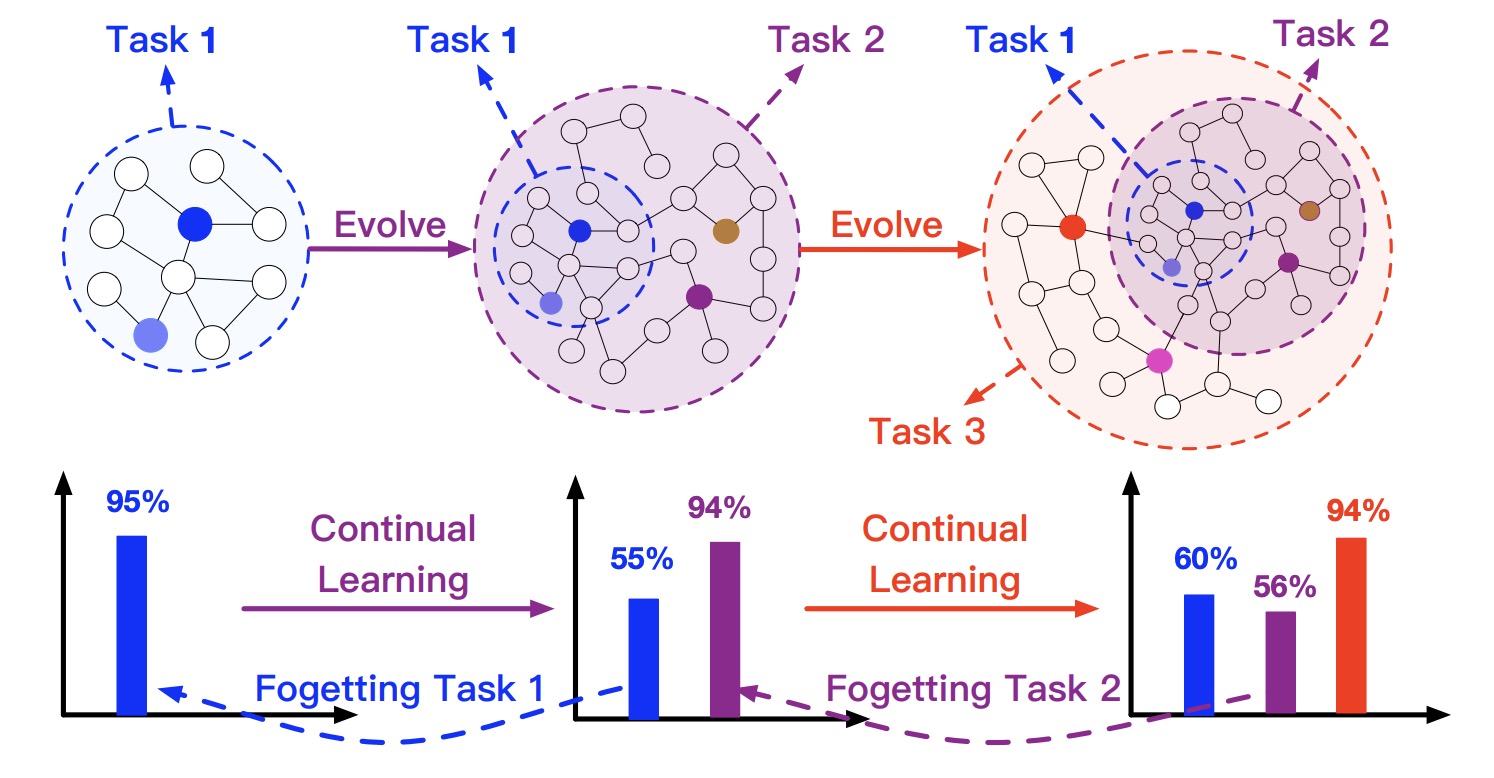 Task 1
Task 1
Task 2
Task 1
Task 2
Evolve
Evolve
Task 3
95%
Continual
Learning
55%
94%
Continual
Learning
60%
56%
94%
Fogetting Task 1
Fogetting Task 2